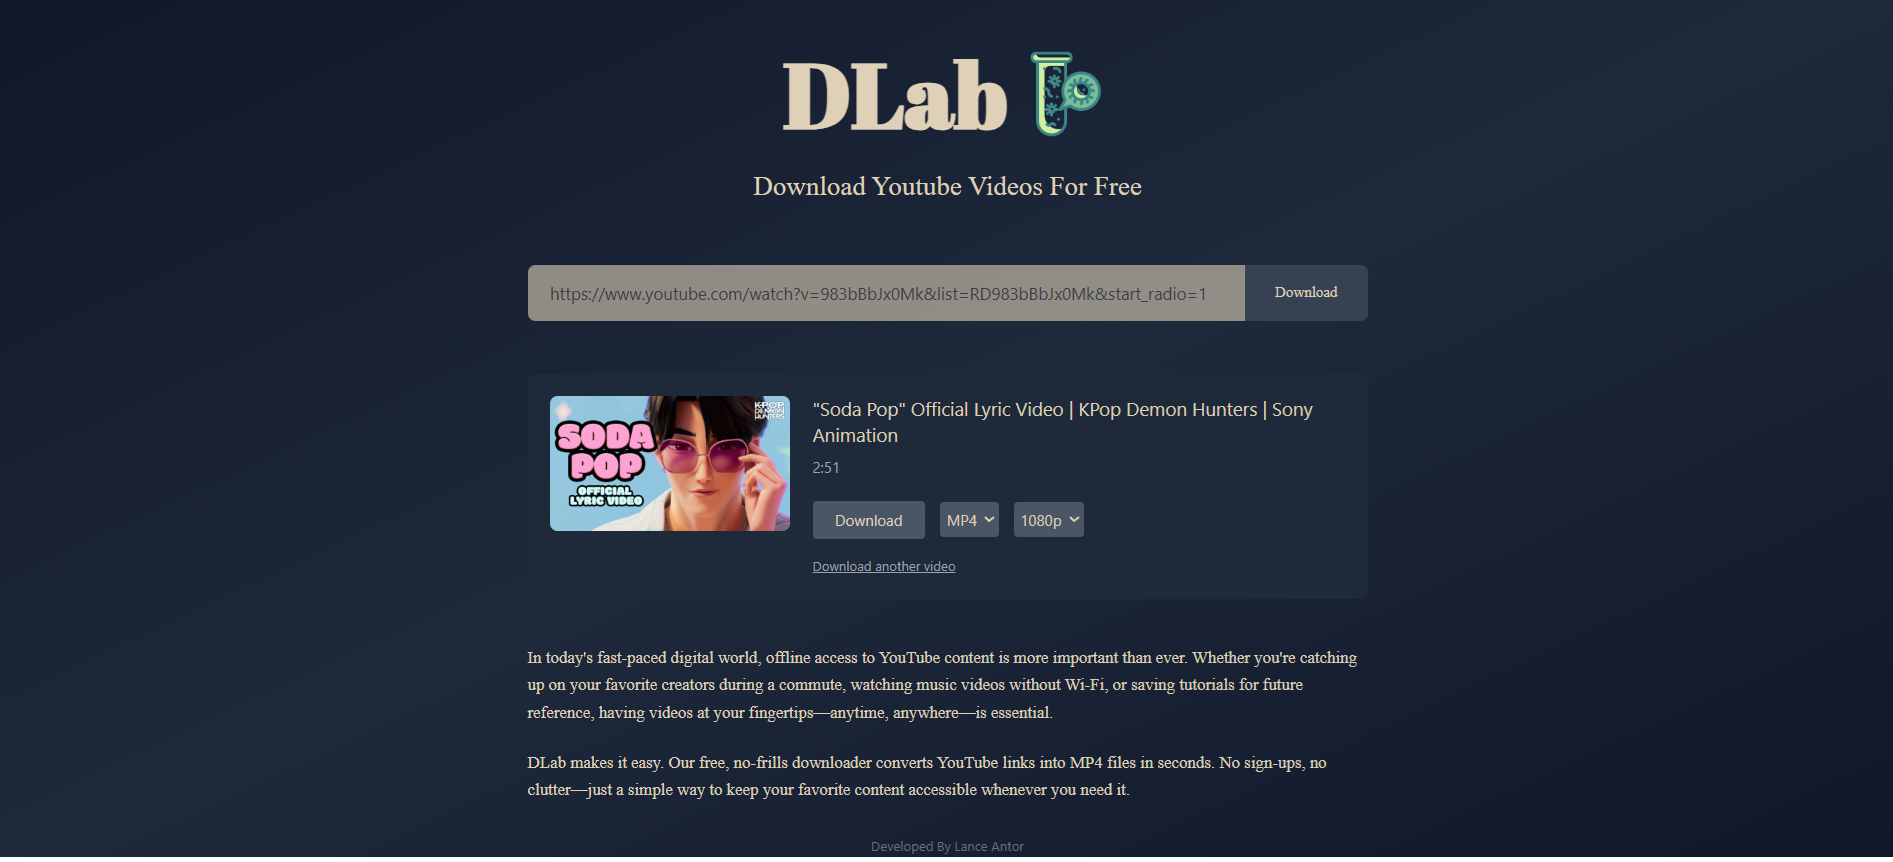 DLab
Download Youtube Videos For Free
https://www.youtube.com/watch?v=983bBbJx0Mk&list=RD983bBbJx0Mk&start_radio=1
Download
K-POP
DEMON
HUNTERS
SODA
POP
OFFICIAL
LYRIC VIDEO
"Soda Pop" Official Lyric Video | KPop Demon Hunters | Sony
Animation
2:51
Download
MP4
1080p
Download another video
In today's fast-paced digital world, offline access to YouTube content is more important than ever. Whether you're catching
up on your favorite creators during a commute, watching music videos without Wi-Fi, or saving tutorials for future
reference, having videos at your fingertips—anytime, anywhere—is essential.
DLab makes it easy. Our free, no-frills downloader converts YouTube links into MP4 files in seconds. No sign-ups, no
clutter—just a simple way to keep your favorite content accessible whenever you need it.
Developed By Lance Antor